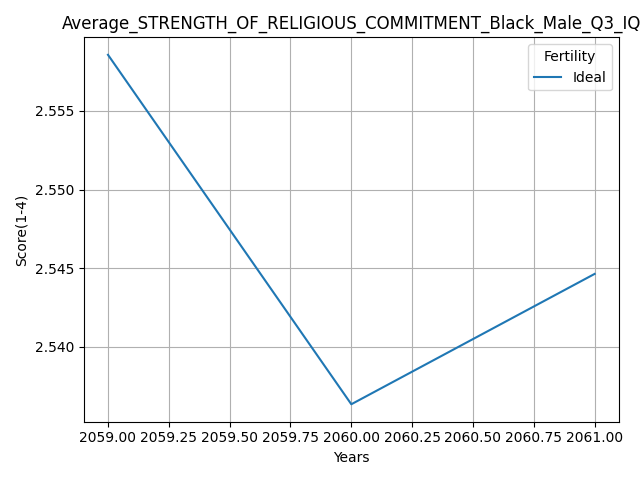 Average_STRENGTH_OF_RELIGIOUS_COMMITMENT_Black_Male_Q3_IQ
Fertility
Ideal
2.555
2.550
2.545
2.540
Score(1-4)
2059.00 2059.25 2059.50 2059.75 2060.00 2060.25 2060.50 2060.75 2061.00
Years